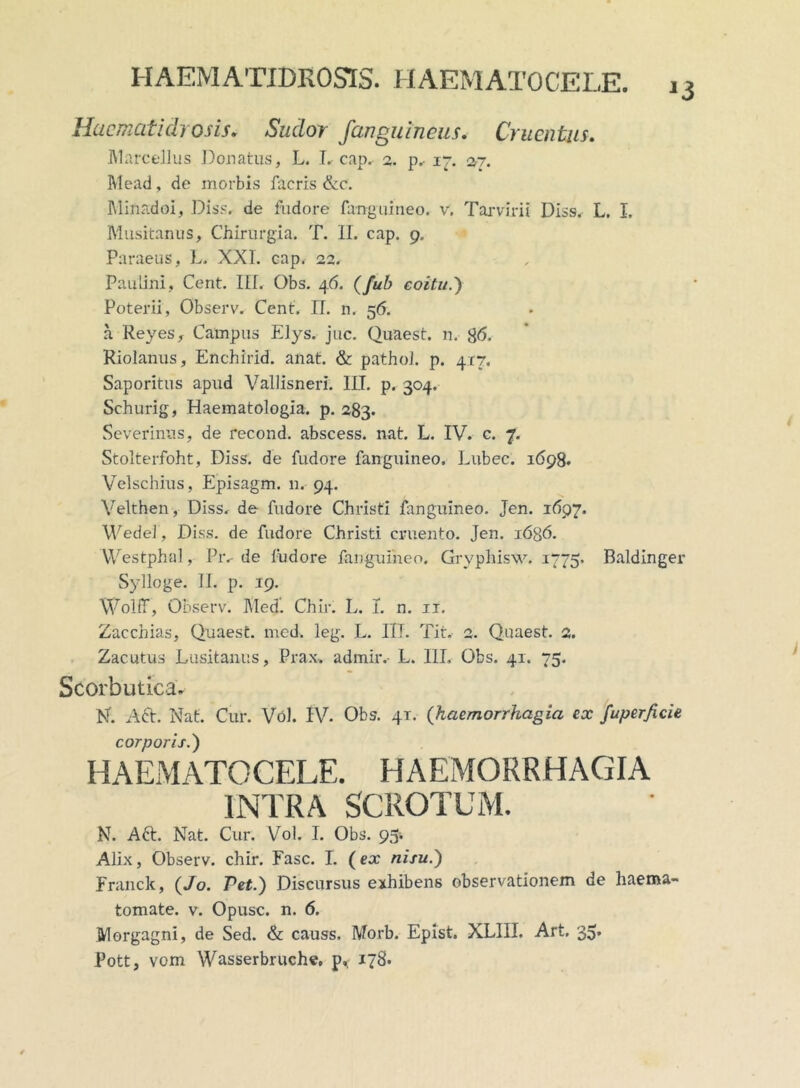 HAEMATIDROSIS. HAEMATOCELE. 13
Haematidrosis. Sudor ſanguineus. Cruentus.
Marcellus Donatus, L. I. cap. 2. p. 17. 27.
Mead, de morbis ſacris &c.
Minadoi, Diss. de ſudore ſanguineo. v. Tarvirii Diss. L. I.
Musitanus, Chirurgia. T. II. cap. 9.
Paraeus, L. XXI. cap. 22.
Paulini, Cent. III. Obs. 46. (ſub coitu.)
Poterii, Observ. Cent. II. n. 56.
à Reyes, Campus Elys. juc. Quaest. n. 86.
Riolanus, Enchirid. anat. & pathol. p. 417.
Saporitus apud Vallisneri. III. p. 304.
Schurig, Haematologia. p. 283.
Severinus, de recond. abscess. nat. L. IV. c. 7.
Stolterfoht, Diss. de ſudore ſanguineo. Lubec. 1698.
Velschius, Episagm. n. 94.
Velthen, Diss. de ſudore Christi ſanguineo. Jen. 1697.
Wedel, Diss. de ſudore Christi cruento. Jen. 1686.
Westphal, Pr. de ſudore ſanguineo. Gryphisw. 1775. Baldinger
Sylloge. II. p. 19.
Wolff, Observ. Med. Chir. L. I. n. 11.
Zacchias, Quaest. med. leg. L. III. Tit. 2. Quaest. 2.
Zacutus Lusitanus, Prax. admir. L. III. Obs. 41. 75.
Scorbutica.
N. Act. Nat. Cur. Vol. IV. Obs. 41. (haemorrhagia ex ſuperficie
corporis.)
HAEMATOCELE. HAEMORRHAGIA
INTRA SCROTUM.
N. Act. Nat. Cur. Vol. I. Obs. 95.
Alix, Observ. chir. Fasc. I. (ex nisu.)
Franck, (Jo. Pet.) Discursus exhibens observationem de haema-
tomate. v. Opusc. n. 6.
Morgagni, de Sed. & causs. Morb. Epist. XLIII. Art. 35.
Pott, vom Wasserbruche. p. 178.